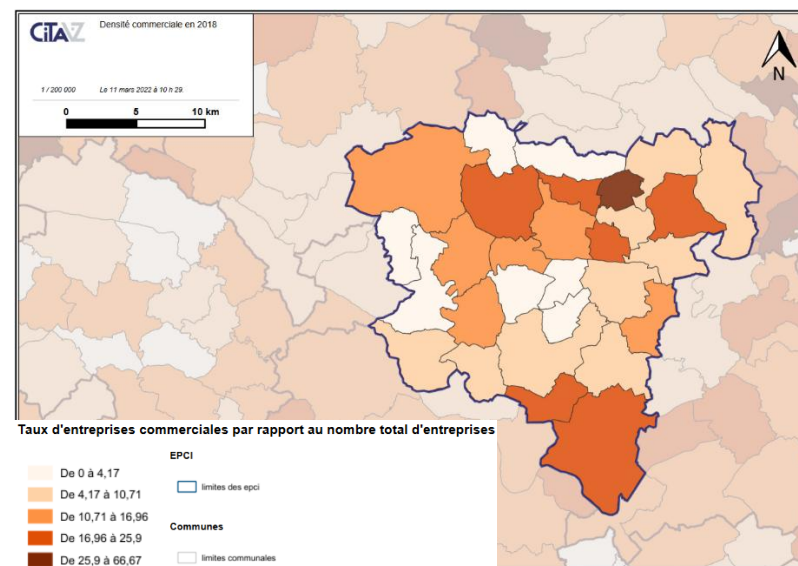 CiTAViZ
Densité commerciale en 2018
1 / 200 000 Le 11 mars 2022 à 10 h 29.
0 5 10 km
N
Taux d'entreprises commerciales par rapport au nombre total d'entreprises
De 0 à 4,17
De 4,17 à 10,71
De 10,71 à 16,96
De 16,96 à 25,9
De 25,9 à 66,67
EPCI
limites des epci
Communes
limites communales